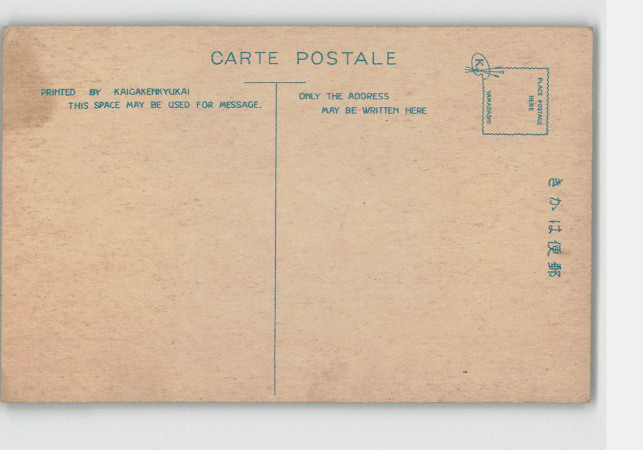 CARTE POSTALE
PRINTED BY KAIGAKENKYUKAI
THIS SPACE MAY BE USED FOR MESSAGE.
ONLY THE ADDRESS
MAY BE WRITTEN HERE
PLACE POSTAGE
HERE
YAMADASHI
きかは便郵